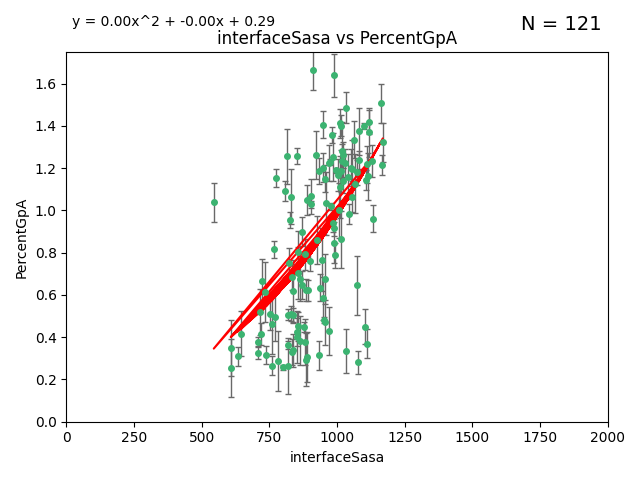 y = 0.00x^2 + -0.00x + 0.29
N = 121
interfaceSasa vs PercentGpA
PercentGpA
1.6
1.4
1.2
1.0
0.8
0.6
0.4
0.2
0.0
0 250 500 750 1000 1250 1500 1750 2000
interfaceSasa